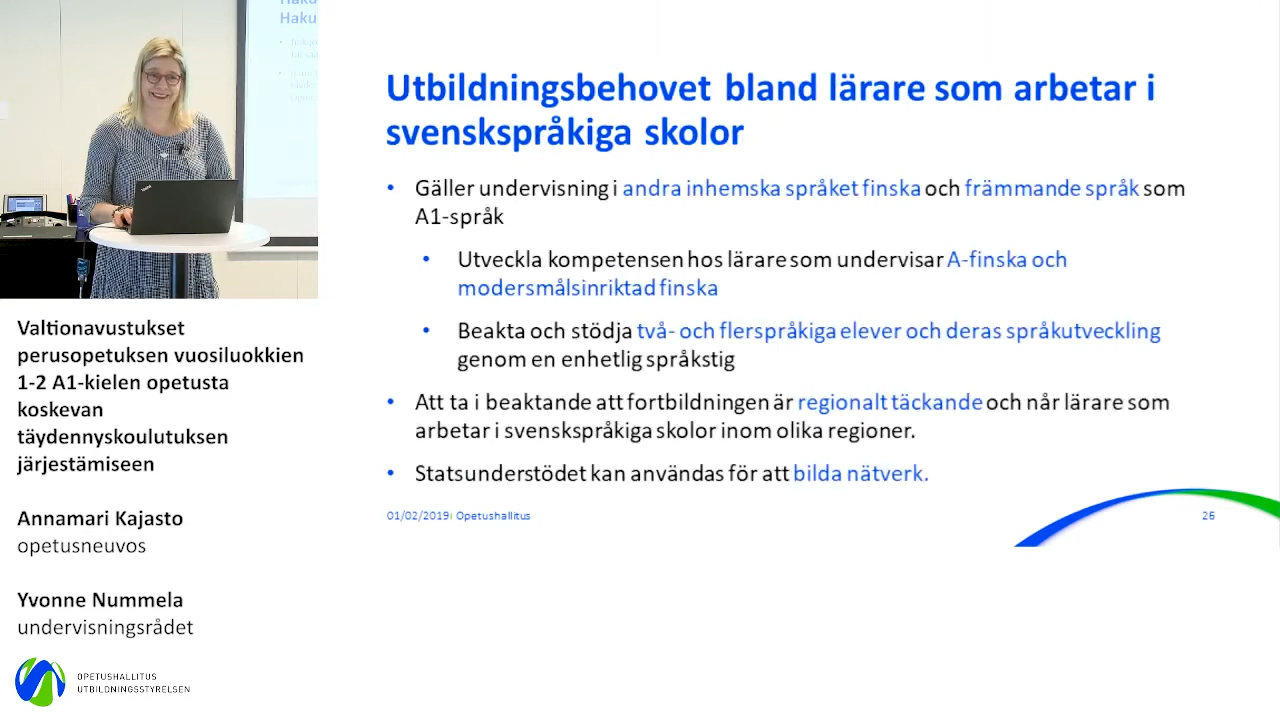 Haku
Utbildningsbehovet bland lärare som arbetar i
svenskspråkiga skolor
• Gäller undervisning i andra inhemska språket finska och främmande språk som
A1-språk
• Utveckla kompetensen hos lärare som undervisar A-finska och
modersmålsinriktad finska
• Beakta och stödja två- och flerspråkiga elever och deras språkutveckling
genom en enhetlig språkstig
• Att ta i beaktande att fortbildningen är regionalt täckande och når lärare som
arbetar i svenskspråkiga skolor inom olika regioner.
• Statsunderstödet kan användas för att bilda nätverk.
01/02/2019 Opetushallitus
26
Valtionavustukset
perusopetuksen vuosiluokkien
1-2 A1-kielen opetusta
koskevan
täydennyskoulutuksen
järjestämiseen
Annamari Kajasto
opetusneuvos
Yvonne Nummela
undervisningsrådet
OPETUSHALLITUS
UTBILDNINGSSTYRELSEN